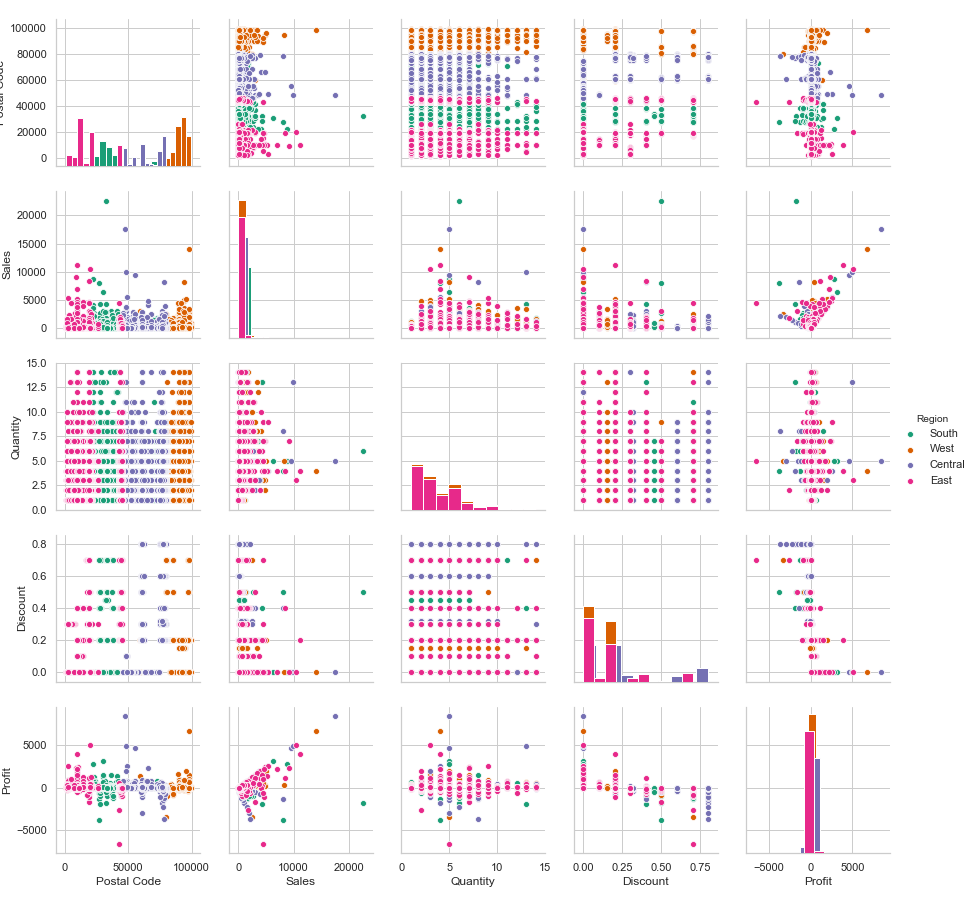 100000
80000
60000
40000
20000
0
Postal Code
20000
15000
10000
5000
0
Sales
15.0
12.5
10.0
7.5
5.0
2.5
0.0
Quantity
Region
South
West
Central
East
0.8
0.6
0.4
0.2
0.0
Discount
5000
0
−5000
Profit
0 50000 100000
0 10000 20000
0 5 10 15
0.00 0.25 0.50 0.75
−5000 0 5000
Postal Code Sales Quantity Discount Profit